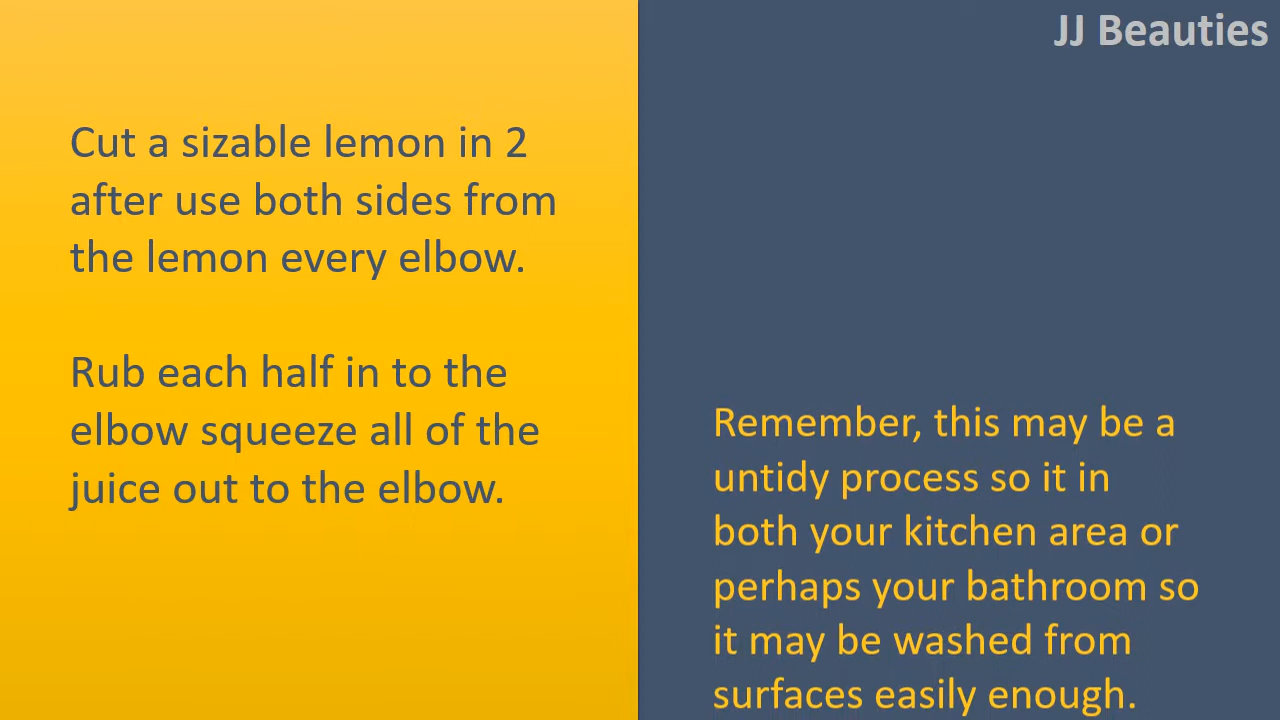 JJ Beauties
Cut a sizable lemon in 2
after use both sides from
the lemon every elbow.
Rub each half in to the
elbow squeeze all of the
juice out to the elbow.
Remember, this may be a
untidy process so it in
both your kitchen area or
perhaps your bathroom so
it may be washed from
surfaces easily enough.